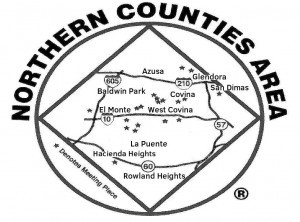 NORTHERN COUNTIES AREA
605
Azusa
210
Glendora
Baldwin Park
Covina
San Dimas
El Monte
West Covina
10
57
La Puente
Hacienda Heights
60
Rowland Heights
Denotes Meeting Place
®